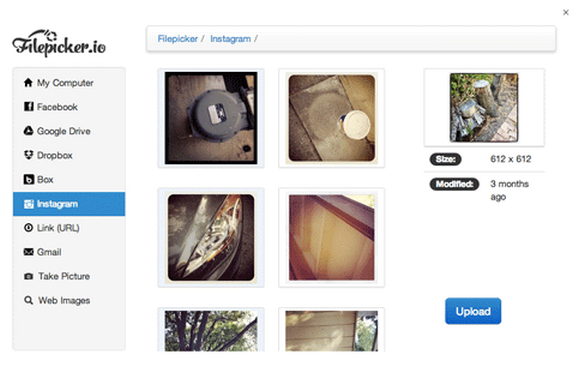 ×
Filepicker.io
Filepicker / Instagram /
My Computer
Facebook
Google Drive
Dropbox
Box
Instagram
Link (URL)
Gmail
Take Picture
Web Images
Size: 612 x 612
Modified: 3 months
ago
Upload